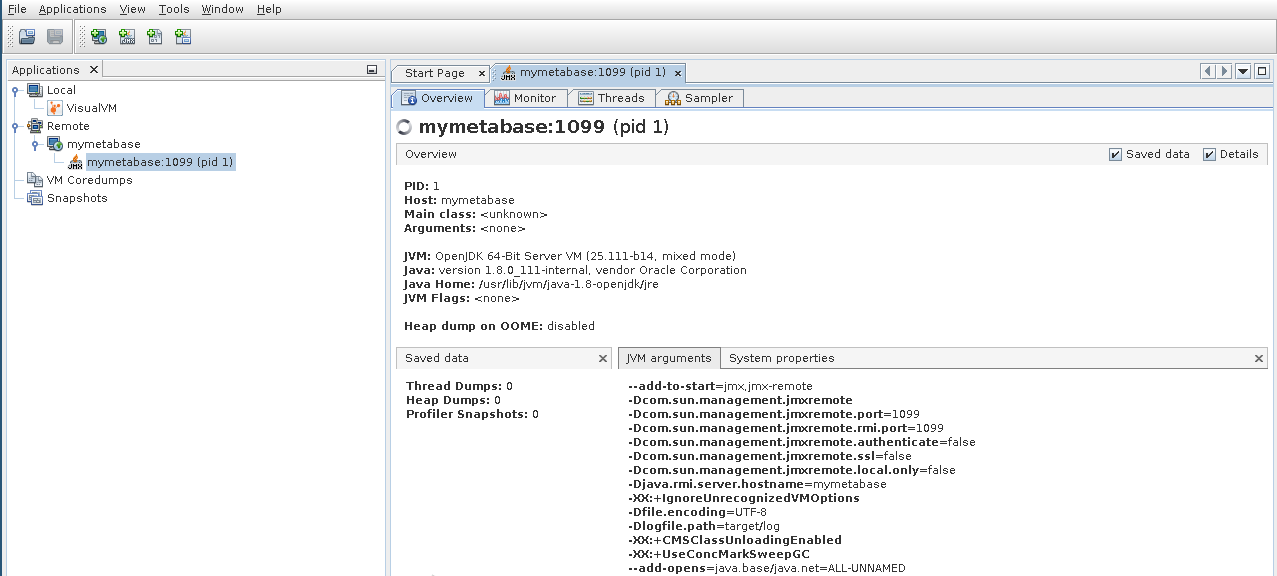 File Applications View Tools Window Help
Applications
Local
VisualVM
Remote
mymetabase
mymetabase:1099 (pid 1)
VM Coredumps
Snapshots
Start Page mymetabase:1099 (pid 1)
Overview Monitor Threads Sampler
mymetabase:1099 (pid 1)
Overview Saved data Details
PID: 1
Host: mymetabase
Main class: <unknown>
Arguments: <none>
JVM: OpenJDK 64-Bit Server VM (25.111-b14, mixed mode)
Java: version 1.8.0_111-internal, vendor Oracle Corporation
Java Home: /usr/lib/jvm/java-1.8-openjdk/jre
JVM Flags: <none>
Heap dump on OOME: disabled
Saved data
Thread Dumps: 0
Heap Dumps: 0
Profiler Snapshots: 0
JVM arguments System properties
--add-to-start=jmx,jmx-remote
-Dcom.sun.management.jmxremote
-Dcom.sun.management.jmxremote.port=1099
-Dcom.sun.management.jmxremote.rmi.port=1099
-Dcom.sun.management.jmxremote.authenticate=false
-Dcom.sun.management.jmxremote.ssl=false
-Dcom.sun.management.jmxremote.local.only=false
-Djava.rmi.server.hostname=mymetabase
-XX:+IgnoreUnrecognizedVMOptions
-Dfile.encoding=UTF-8
-Dlogfile.path=target/log
-XX:+CMSClassUnloadingEnabled
-XX:+UseConcMarkSweepGC
--add-opens=java.base/java.net=ALL-UNNAMED